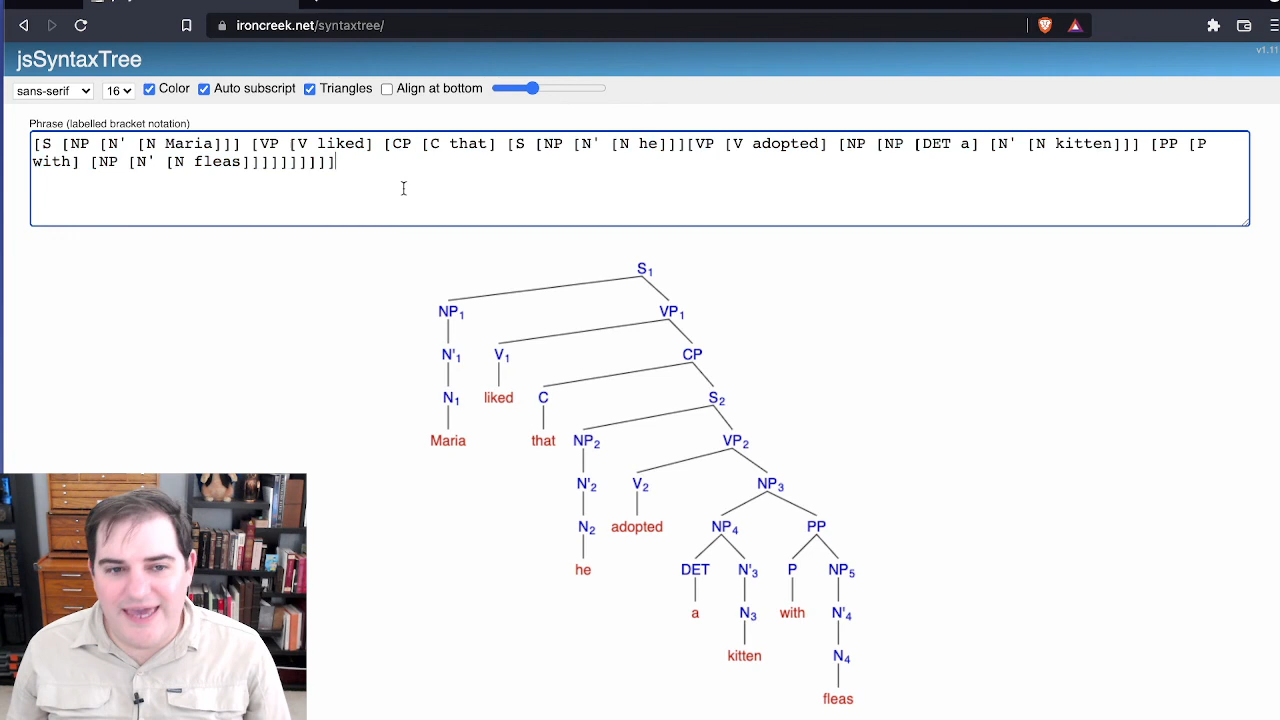 ironcreek.net/syntaxtree/
jsSyntaxTree
v1.11
sans-serif 16 Color Auto subscript Triangles Align at bottom
Phrase (labelled bracket notation)
[S [NP [N' [N Maria]]] [VP [V liked] [CP [C that] [S [NP [N' [N he]]][VP [V adopted] [NP [NP [DET a] [N' [N kitten]]] [PP [P
with] [NP [N' [N fleas]]]]]]]]]]
S1
NP1 VP1
N'1 V1 CP
N1 liked C S2
Maria that NP2 VP2
N'2 V2 NP3
N2 adopted NP4 PP
he DET N'3 P NP5
a N3 with N'4
kitten N4
fleas